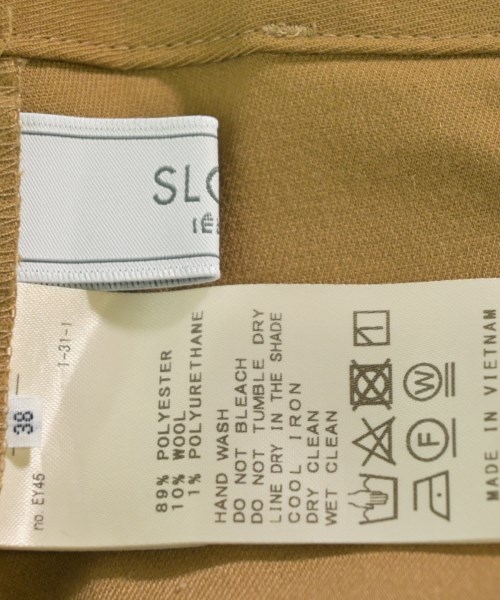 SLO
1-31-1
38
no. EY45
89% POLYESTER
10% WOOL
1% POLYURETHANE
HAND WASH
DO NOT BLEACH
DO NOT TUMBLE DRY
LINE DRY IN THE SHADE
COOL IRON
DRY CLEAN
WET CLEAN
W
F
MADE IN VIETNAM